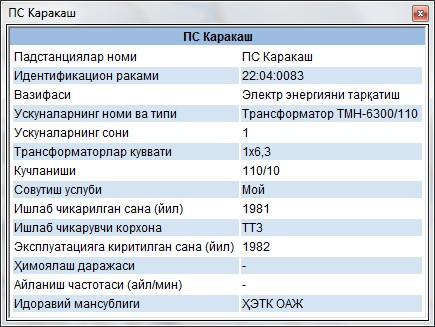 ПС Каракаш
ПС Каракаш
Падстанциялар номи ПС Каракаш
Идентификацион раками 22:04:0083
Вазифаси Электр энергияни тарқатиш
Ускуналарнинг номи ва типи Трансформатор ТМН-6300/110
Ускуналарнинг сони 1
Трансформаторлар куввати 1x6,3
Кучланиши 110/10
Совутиш услуби Мой
Ишлаб чикарилган сана (йил) 1981
Ишлаб чикарувчи корхона ТТЗ
Эксплуатацияга киритилган сана (йил) 1982
Ҳимоялаш даражаси -
Айланиш частотаси (айл/мин) -
Идоравий мансублиги ҲЭТК ОАЖ